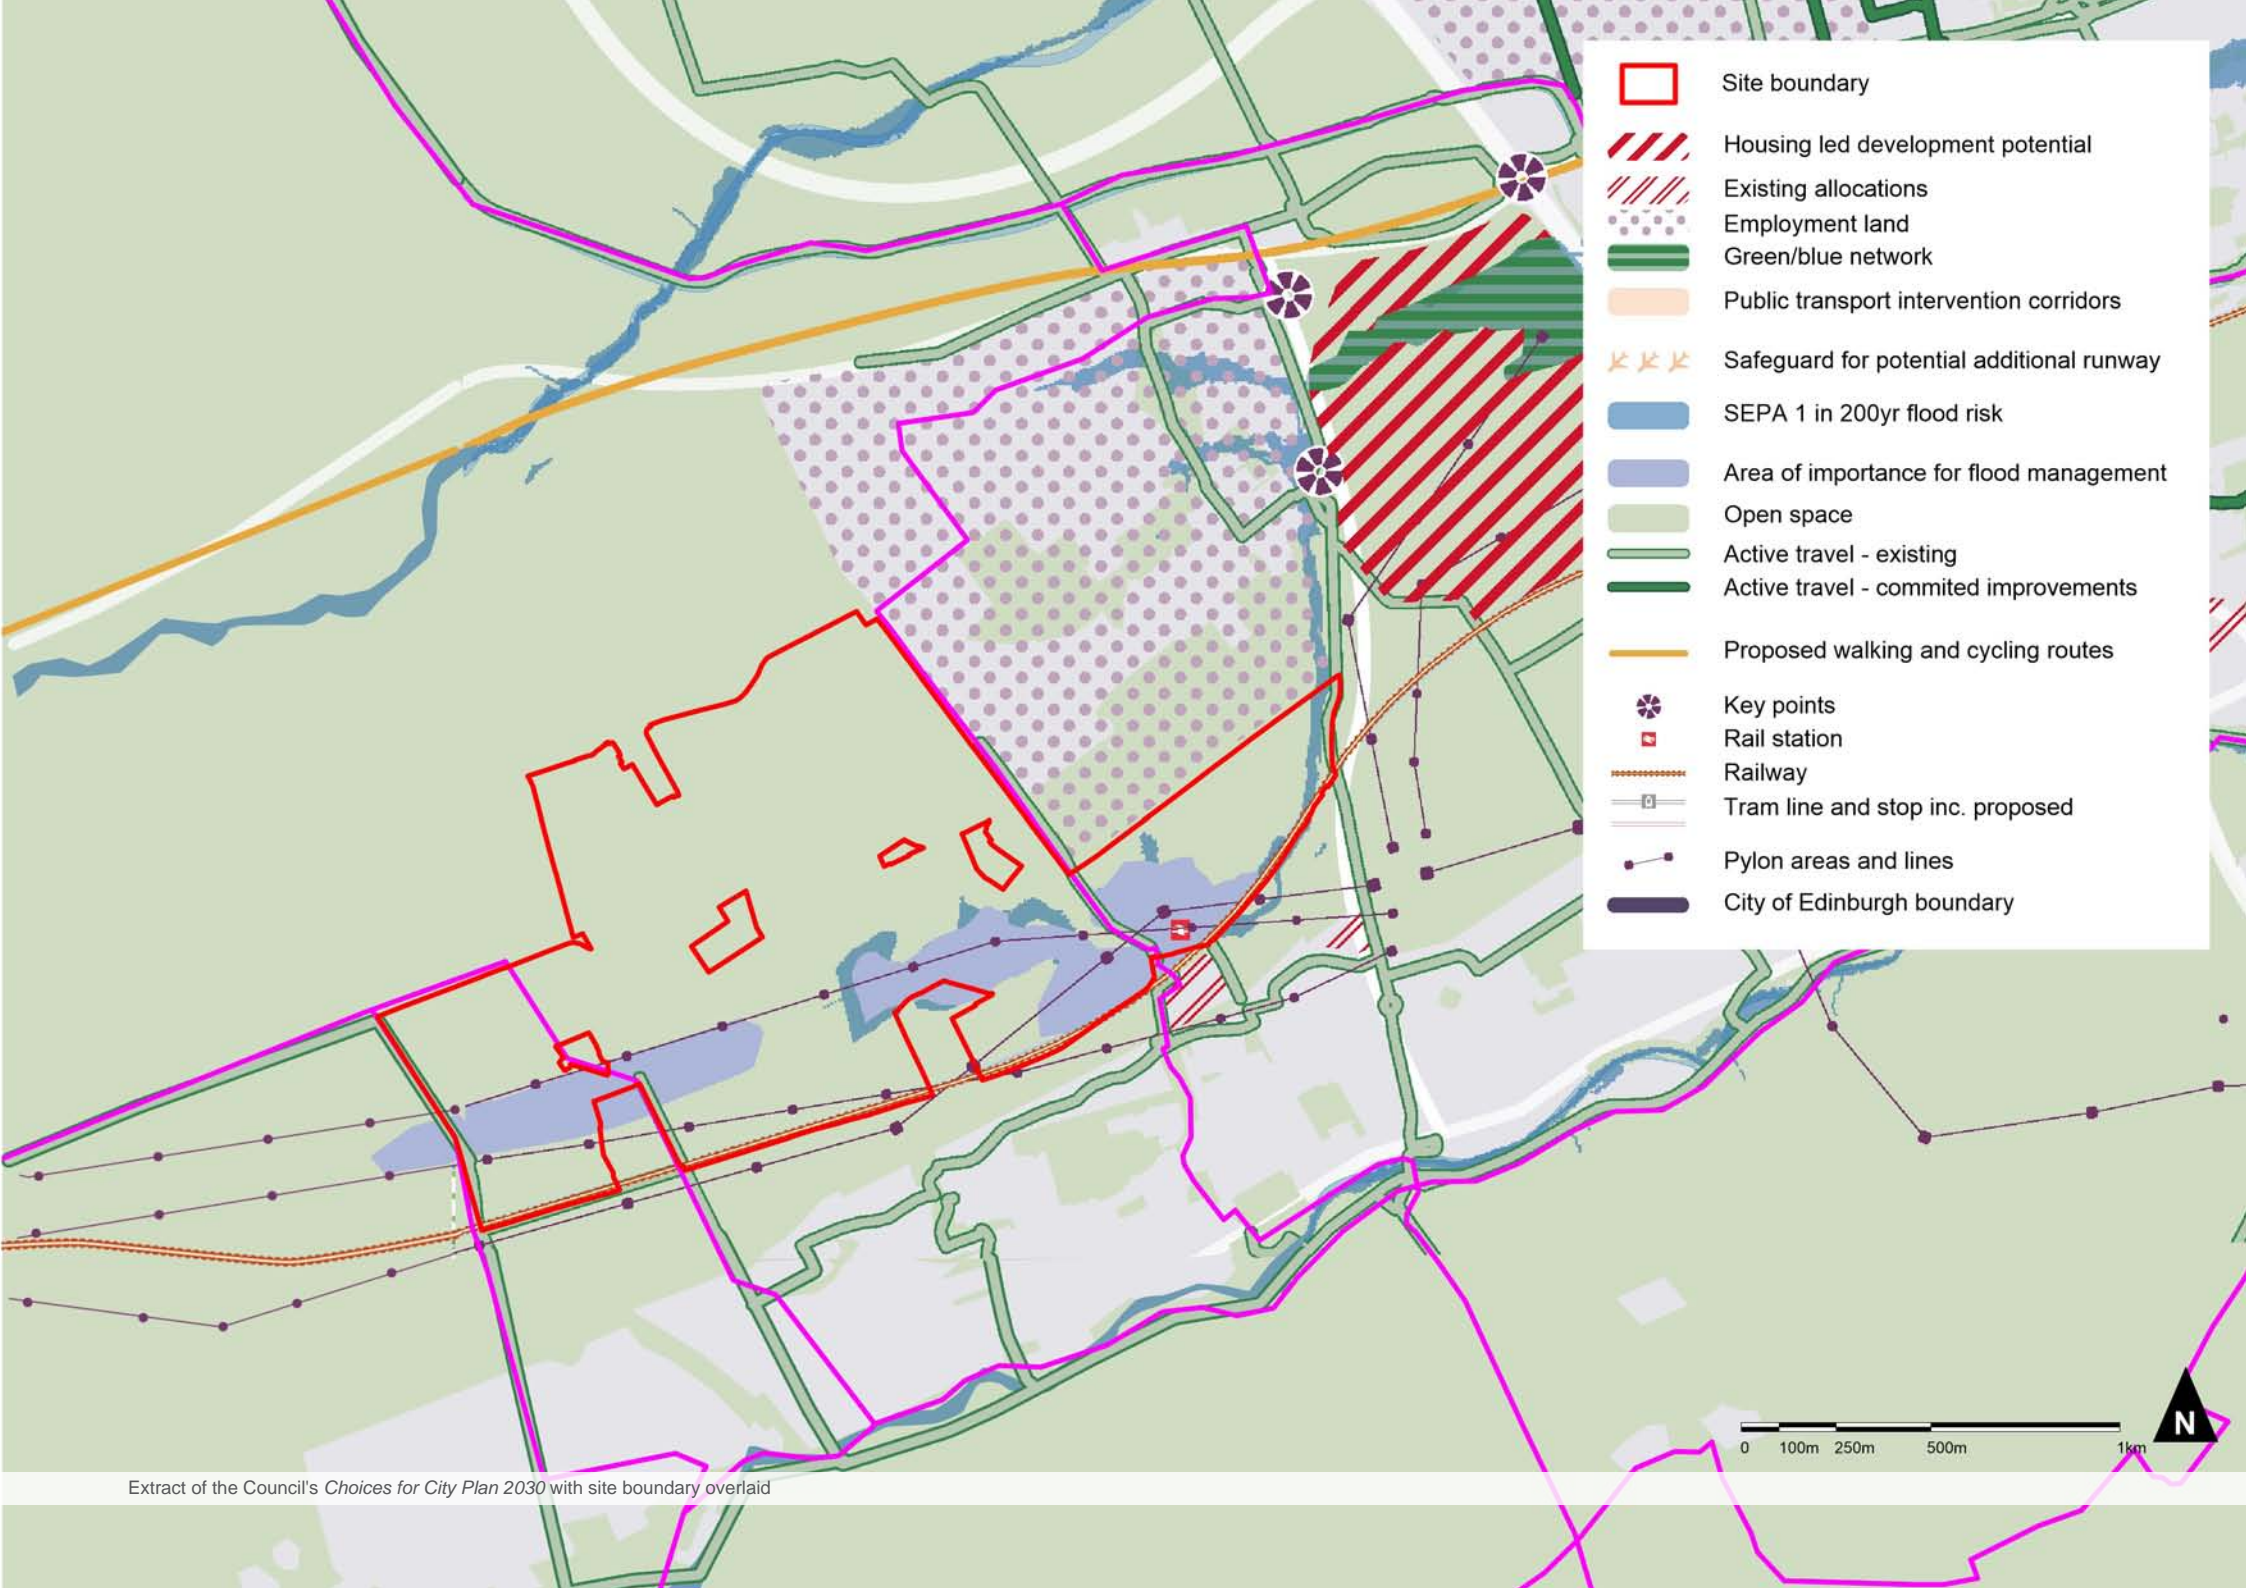 Site boundary
Housing led development potential
Existing allocations
Employment land
Green/blue network
Public transport intervention corridors
Safeguard for potential additional runway
SEPA 1 in 200yr flood risk
Area of importance for flood management
Open space
Active travel - existing
Active travel - commited improvements
Proposed walking and cycling routes
Key points
Rail station
Railway
Tram line and stop inc. proposed
Pylon areas and lines
City of Edinburgh boundary
N
0 100m 250m 500m 1km
Extract of the Council's Choices for City Plan 2030 with site boundary overlaid